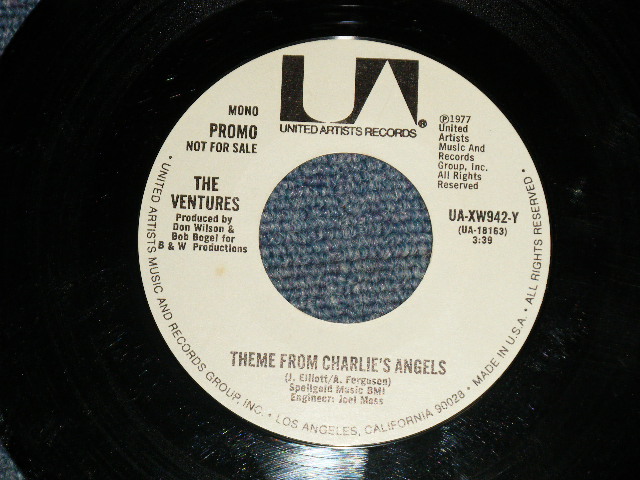 UA®
UNITED ARTISTS RECORDS
MONO
PROMO
NOT FOR SALE
THE
VENTURES
Produced by
Don Wilson &
Bob Bogel for
B & W Productions
℗1977
United
Artists
Music And
Records
Group, Inc.
All Rights
Reserved
UA-XW942-Y
(UA-18163)
3:39
THEME FROM CHARLIE'S ANGELS
(J. Elliott/A. Ferguson)
Spellgold Music BMI
Engineer: Joel Moss
• UNITED ARTISTS MUSIC AND RECORDS GROUP, INC. • LOS ANGELES, CALIFORNIA 90028 • MADE IN U.S.A. • ALL RIGHTS RESERVED •